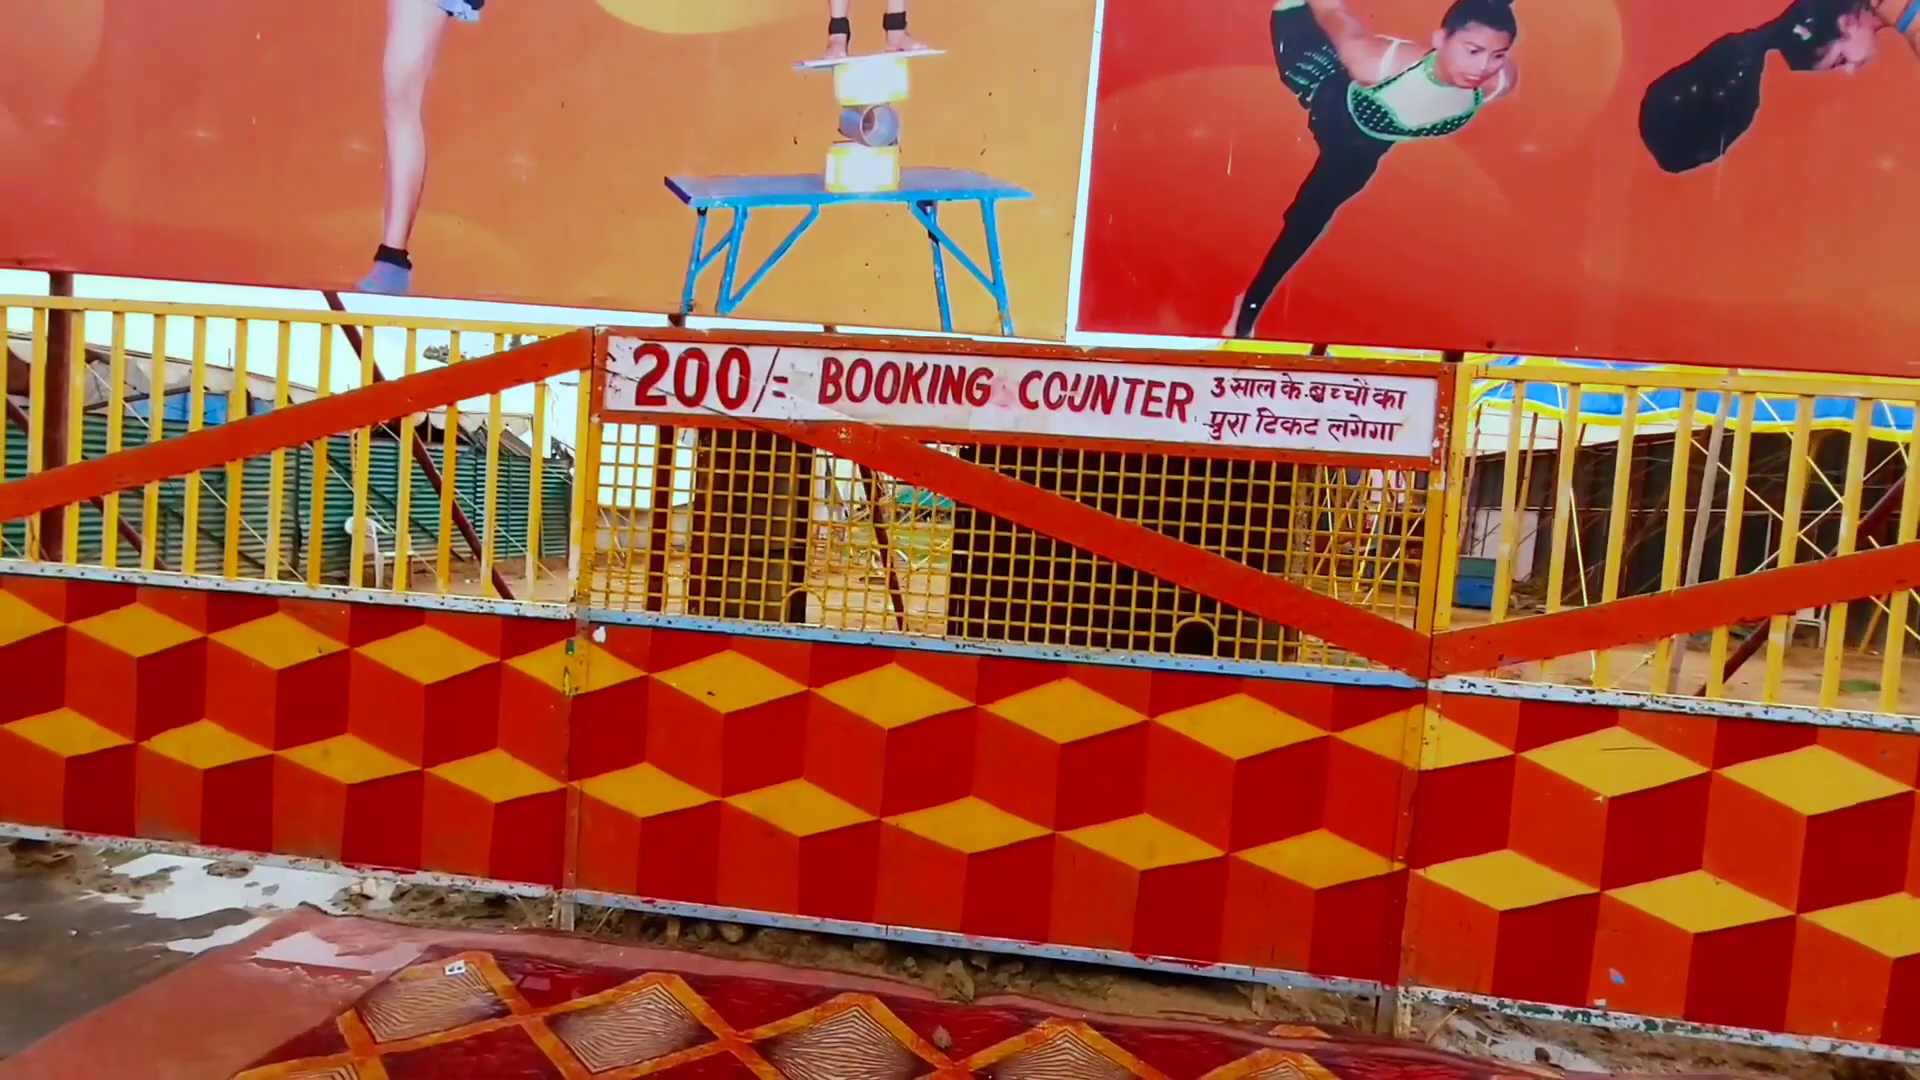 200/= BOOKING COUNTER
3 साल के बच्चों का
पुरा टिकट लगेगा